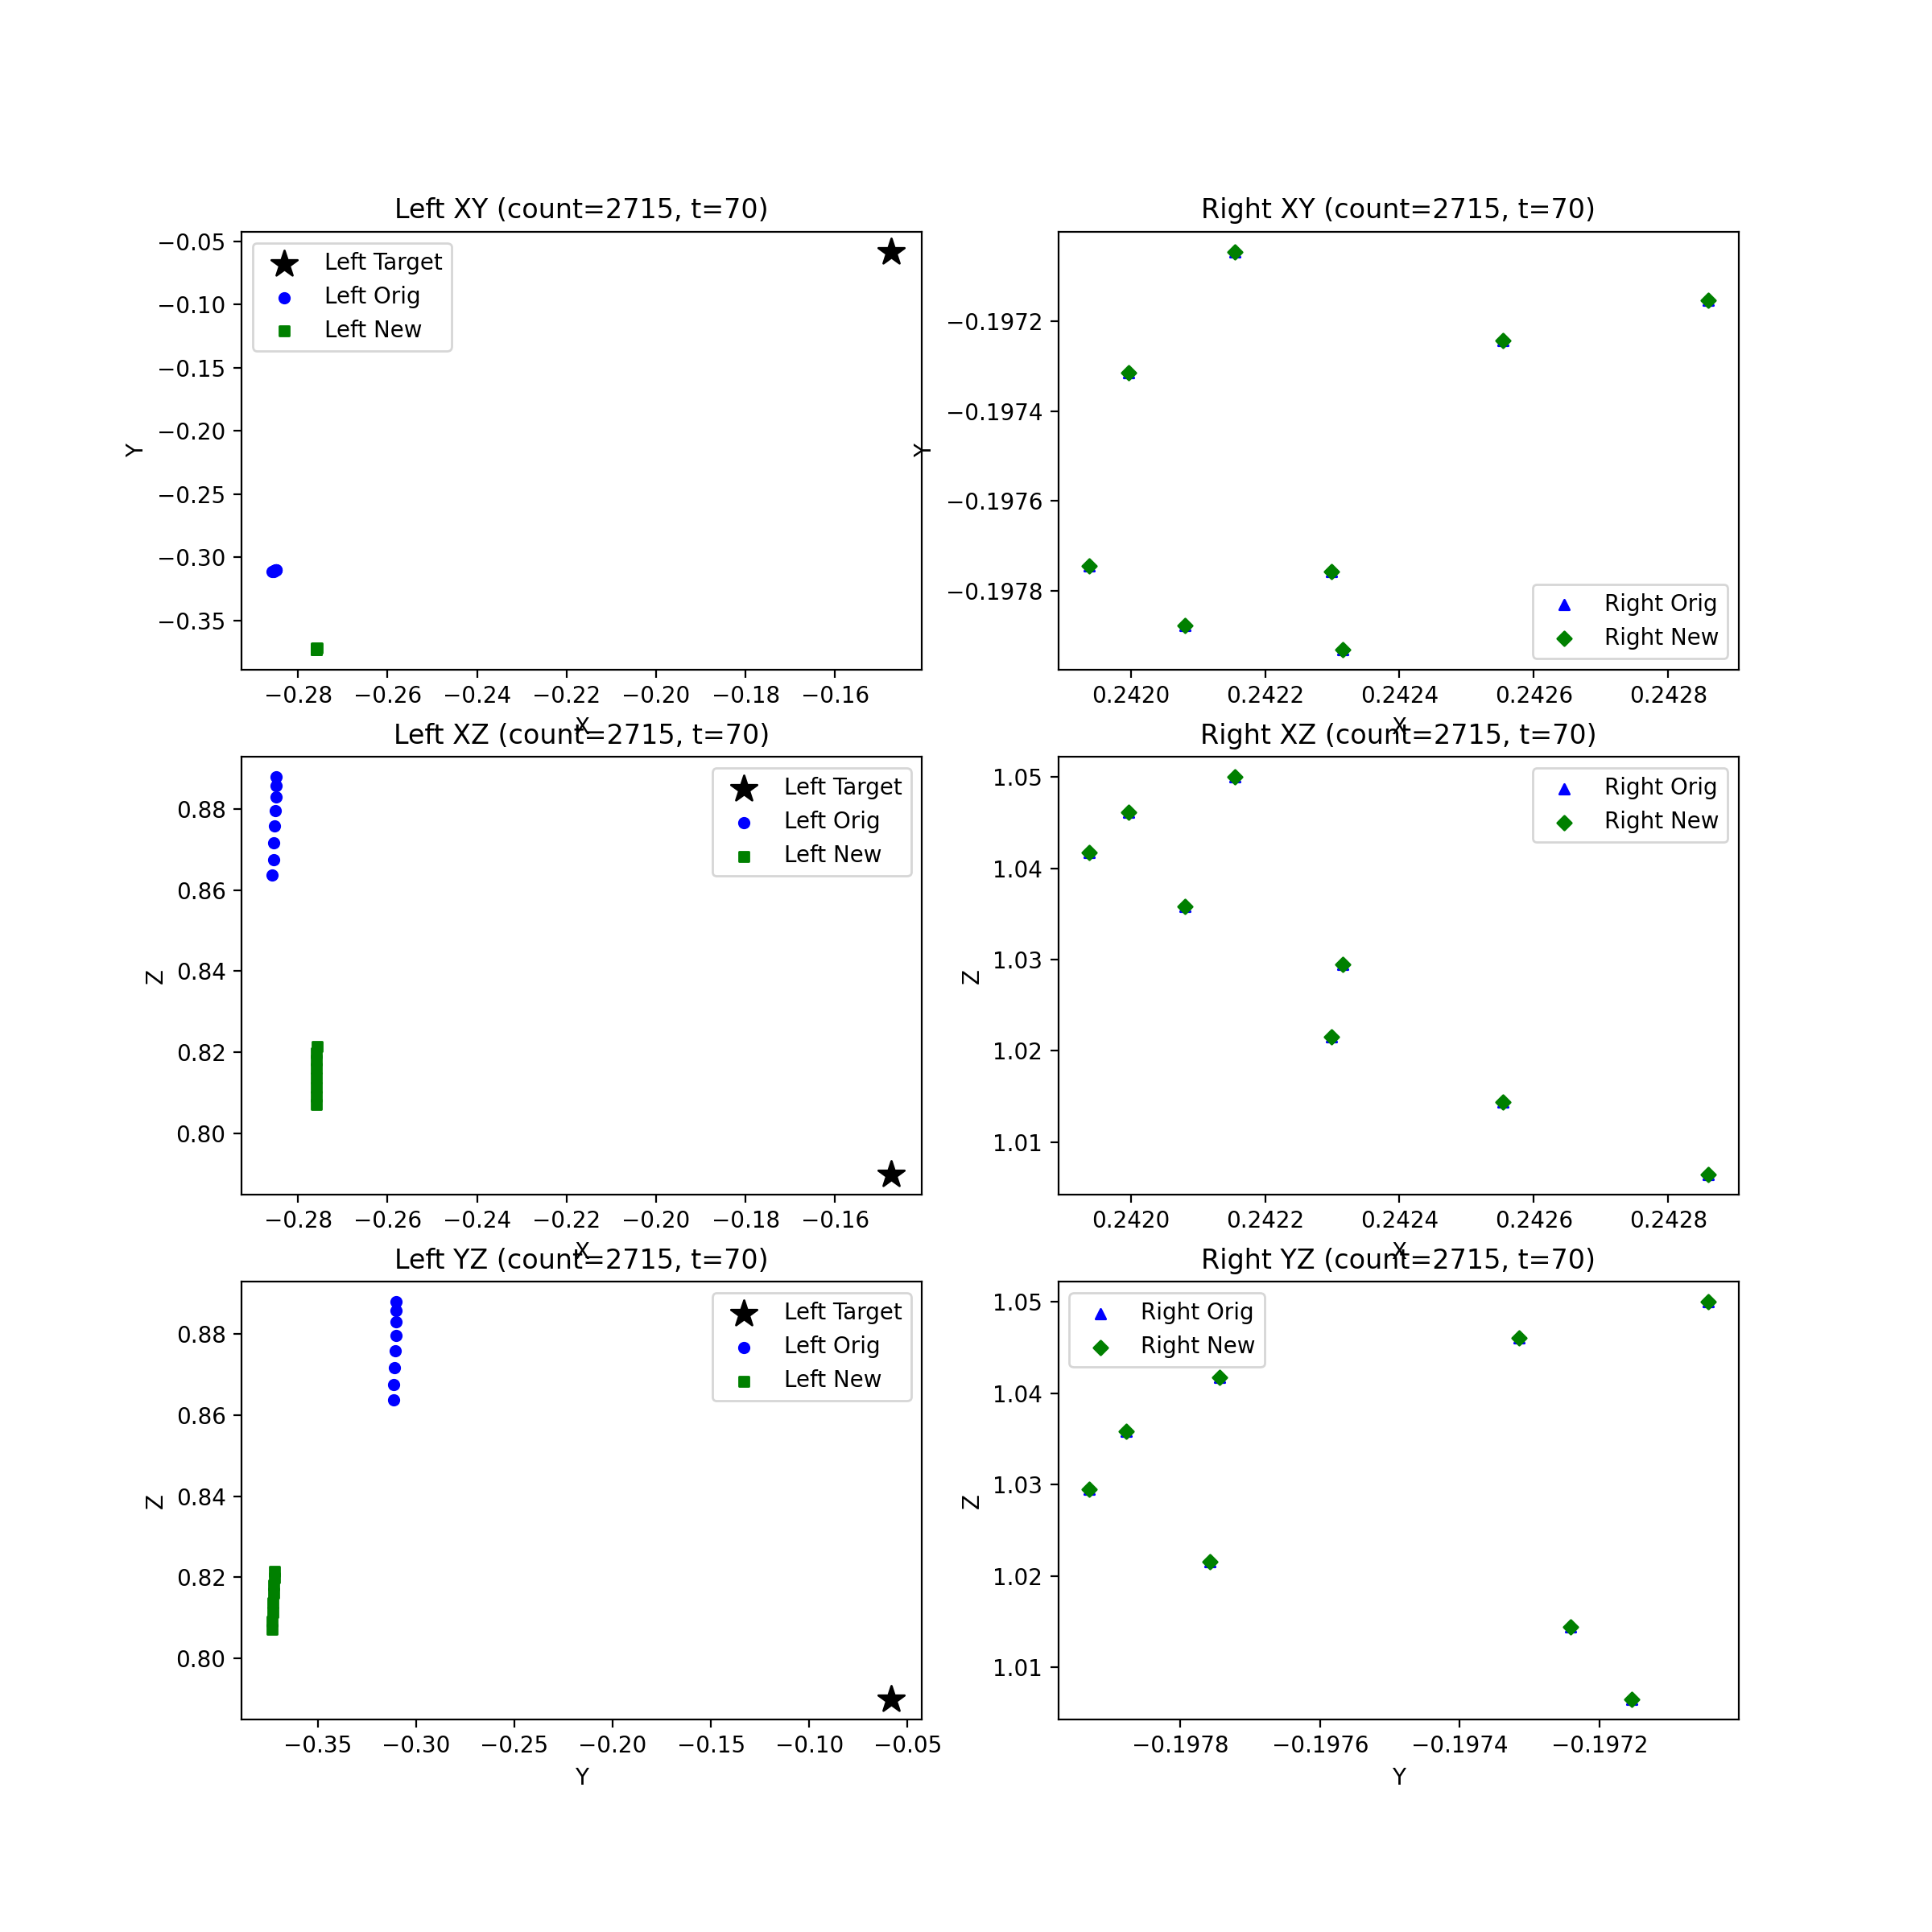 Left XY (count=2715, t=70)
Right XY (count=2715, t=70)
−0.05
−0.10
−0.15
−0.20
−0.25
−0.30
−0.35
Y
Left Target
Left Orig
Left New
−0.28 −0.26 −0.24 −0.22 −0.20 −0.18 −0.16
X
−0.1972
−0.1974
−0.1976
−0.1978
Y
Right Orig
Right New
0.2420 0.2422 0.2424 0.2426 0.2428
X
Left XZ (count=2715, t=70)
Right XZ (count=2715, t=70)
0.88
0.86
0.84
0.82
0.80
Z
Left Target
Left Orig
Left New
−0.28 −0.26 −0.24 −0.22 −0.20 −0.18 −0.16
X
1.05
1.04
1.03
1.02
1.01
Z
Right Orig
Right New
0.2420 0.2422 0.2424 0.2426 0.2428
X
Left YZ (count=2715, t=70)
Right YZ (count=2715, t=70)
0.88
0.86
0.84
0.82
0.80
Z
Left Target
Left Orig
Left New
−0.35 −0.30 −0.25 −0.20 −0.15 −0.10 −0.05
Y
1.05
1.04
1.03
1.02
1.01
Z
Right Orig
Right New
−0.1978 −0.1976 −0.1974 −0.1972
Y